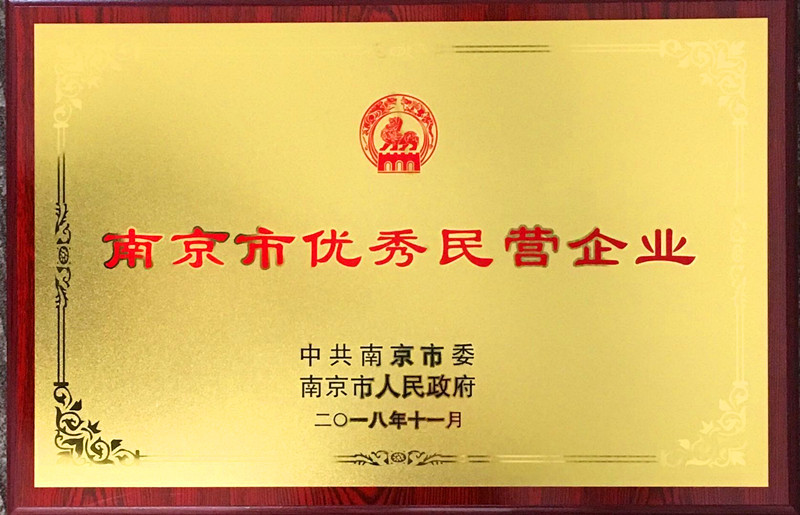 南京市优秀民营企业
中共南京市委
南京市人民政府
二〇一八年十一月